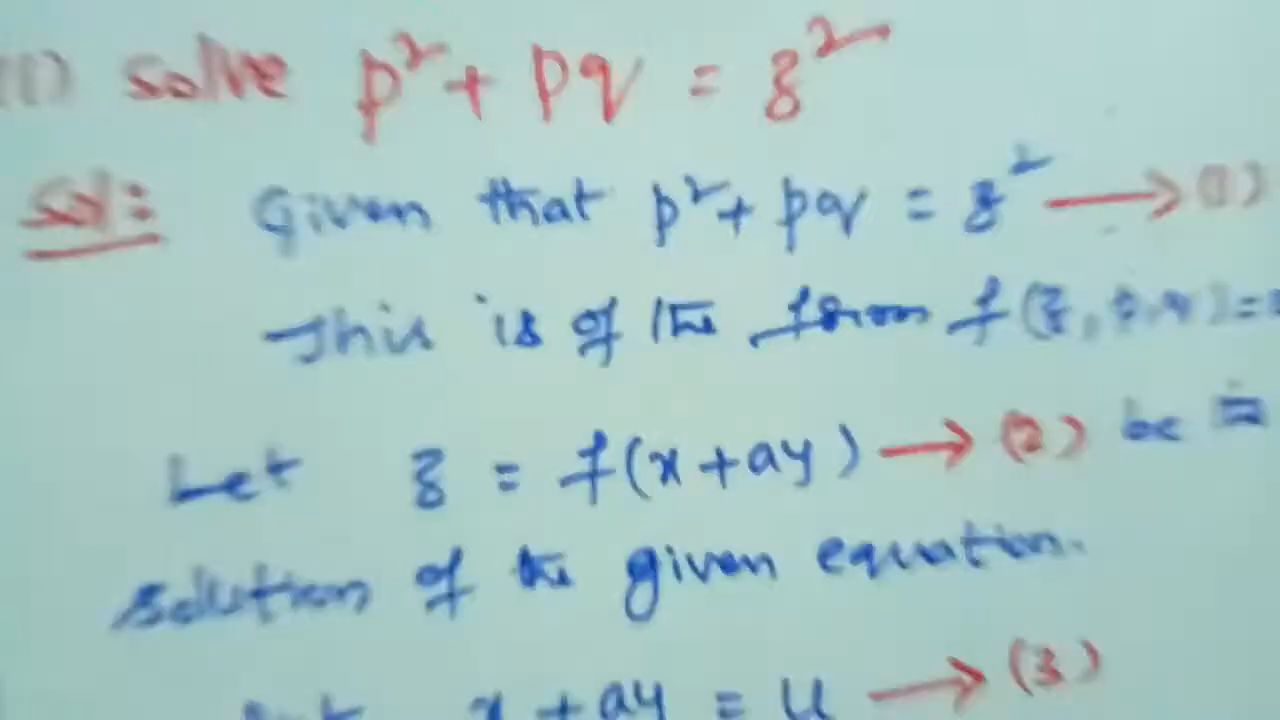 (1) solve p² + pq = z²
Sol: Given that p² + pq = z² → (1)
This is of the form f(z, p, q) =
Let z = f(x + ay) → (2) be
solution of the given equation.
x + ay = u → (3)